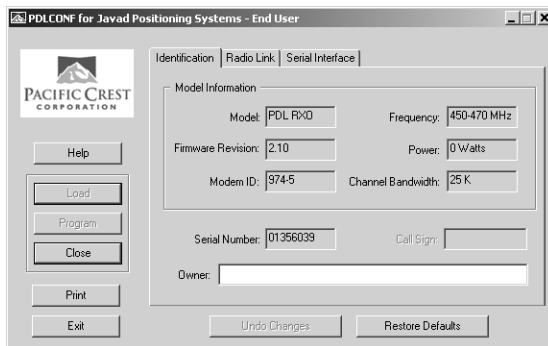 PDLCONF for Javad Positioning Systems - End User
PACIFIC CREST
CORPORATION
Help
Load
Program
Close
Print
Exit
Identification
Radio Link
Serial Interface
Model Information
Model: PDL RXO
Frequency: 450-470 MHz
Firmware Revision: 2.10
Power: 0 Watts
Modem ID: 974-5
Channel Bandwidth: 25 K
Serial Number: 01356039
Call Sign:
Owner:
Undo Changes
Restore Defaults